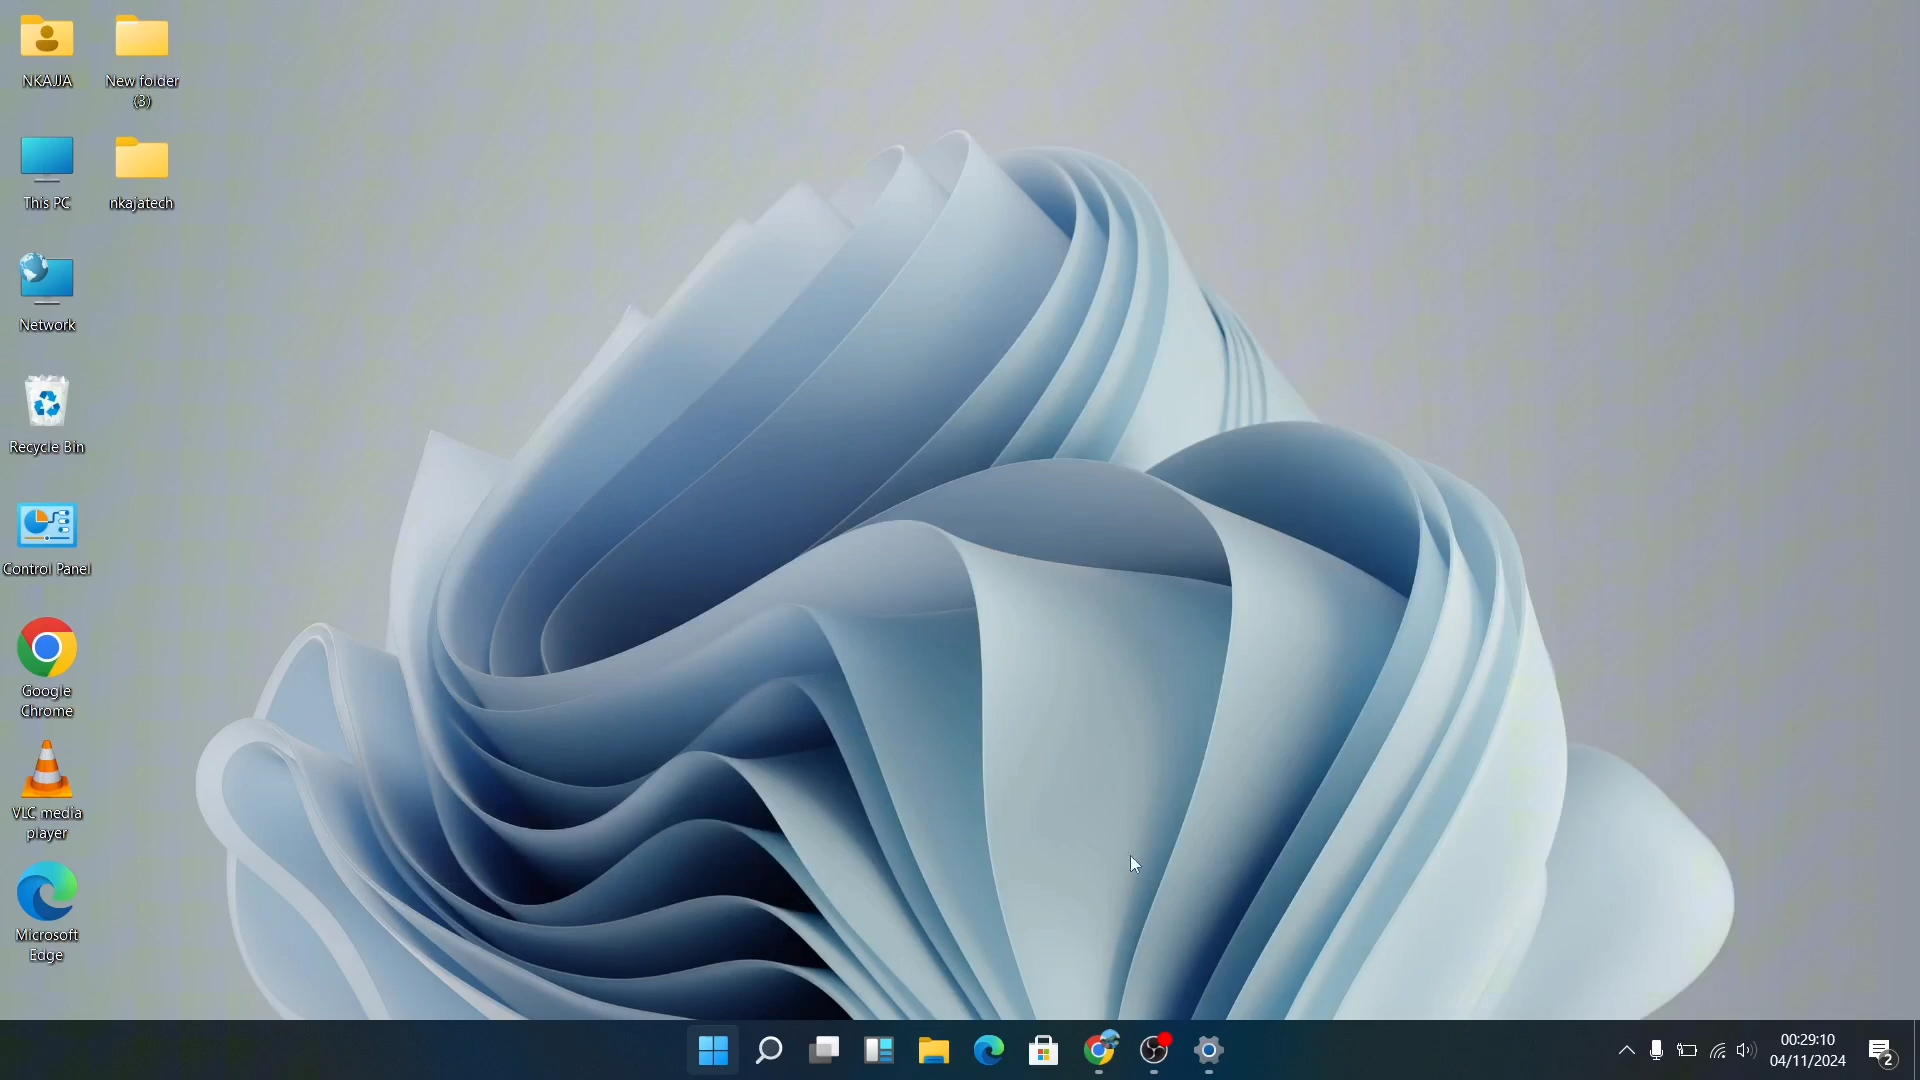 NKAJJA
New folder
(3)
This PC
nkajatech
Network
Recycle Bin
Control Panel
Google
Chrome
VLC media
player
Microsoft
Edge
00:29:10
04/11/2024
2